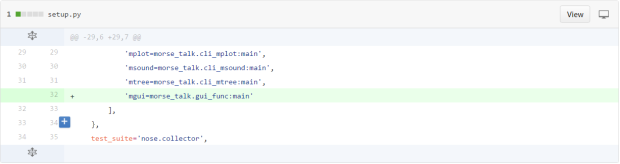 1 setup.py View
@@ -29,6 +29,7 @@
29 29 'mplot=morse_talk.cli_mplot:main',
30 30 'msound=morse_talk.cli_msound:main',
31 31 'mtree=morse_talk.cli_mtree:main',
32 + 'mgui=morse_talk.gui_func:main'
32 33 ],
33 34 + },
34 35 test_suite='nose.collector',